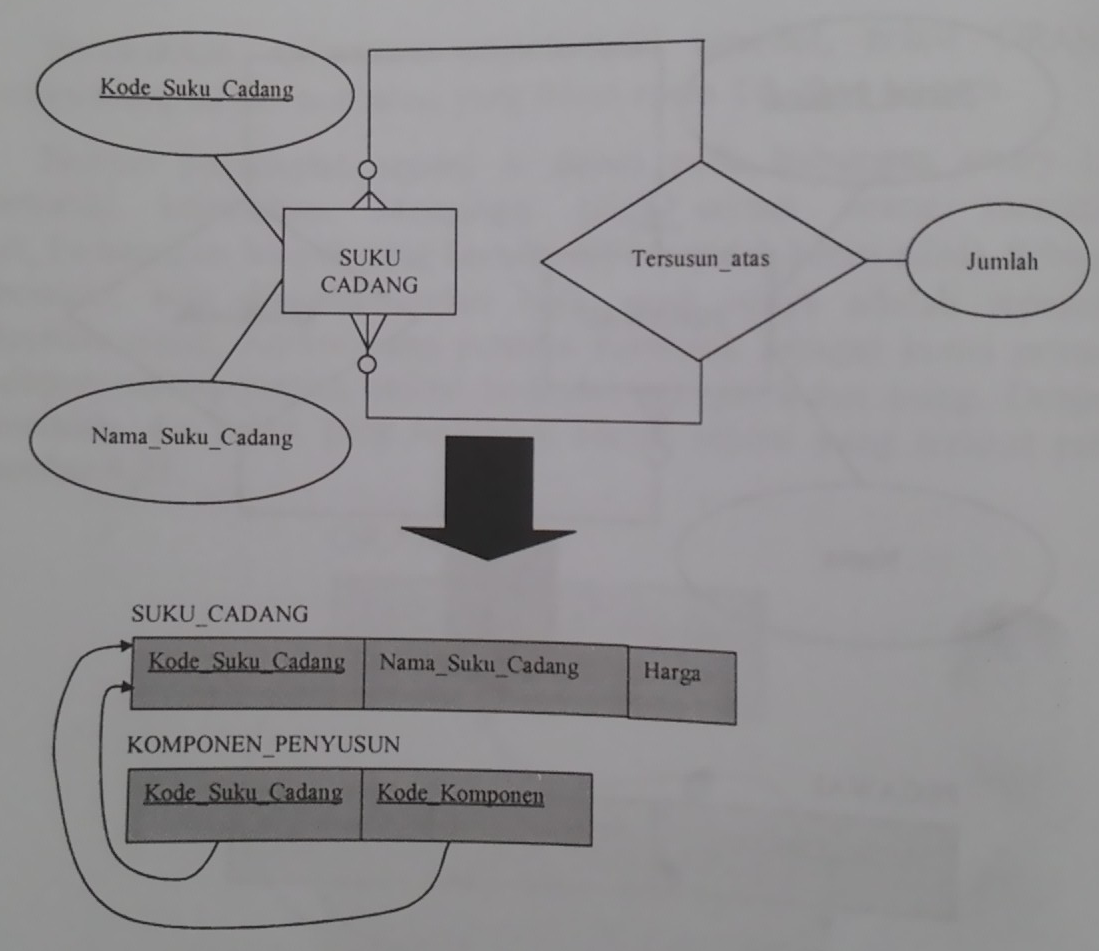 Kode_Suku_Cadang
SUKU
CADANG
Tersusun_atas
Jumlah
Nama_Suku_Cadang
SUKU_CADANG
Kode_Suku_Cadang Nama_Suku_Cadang Harga
KOMPONEN_PENYUSUN
Kode_Suku_Cadang Kode_Komponen